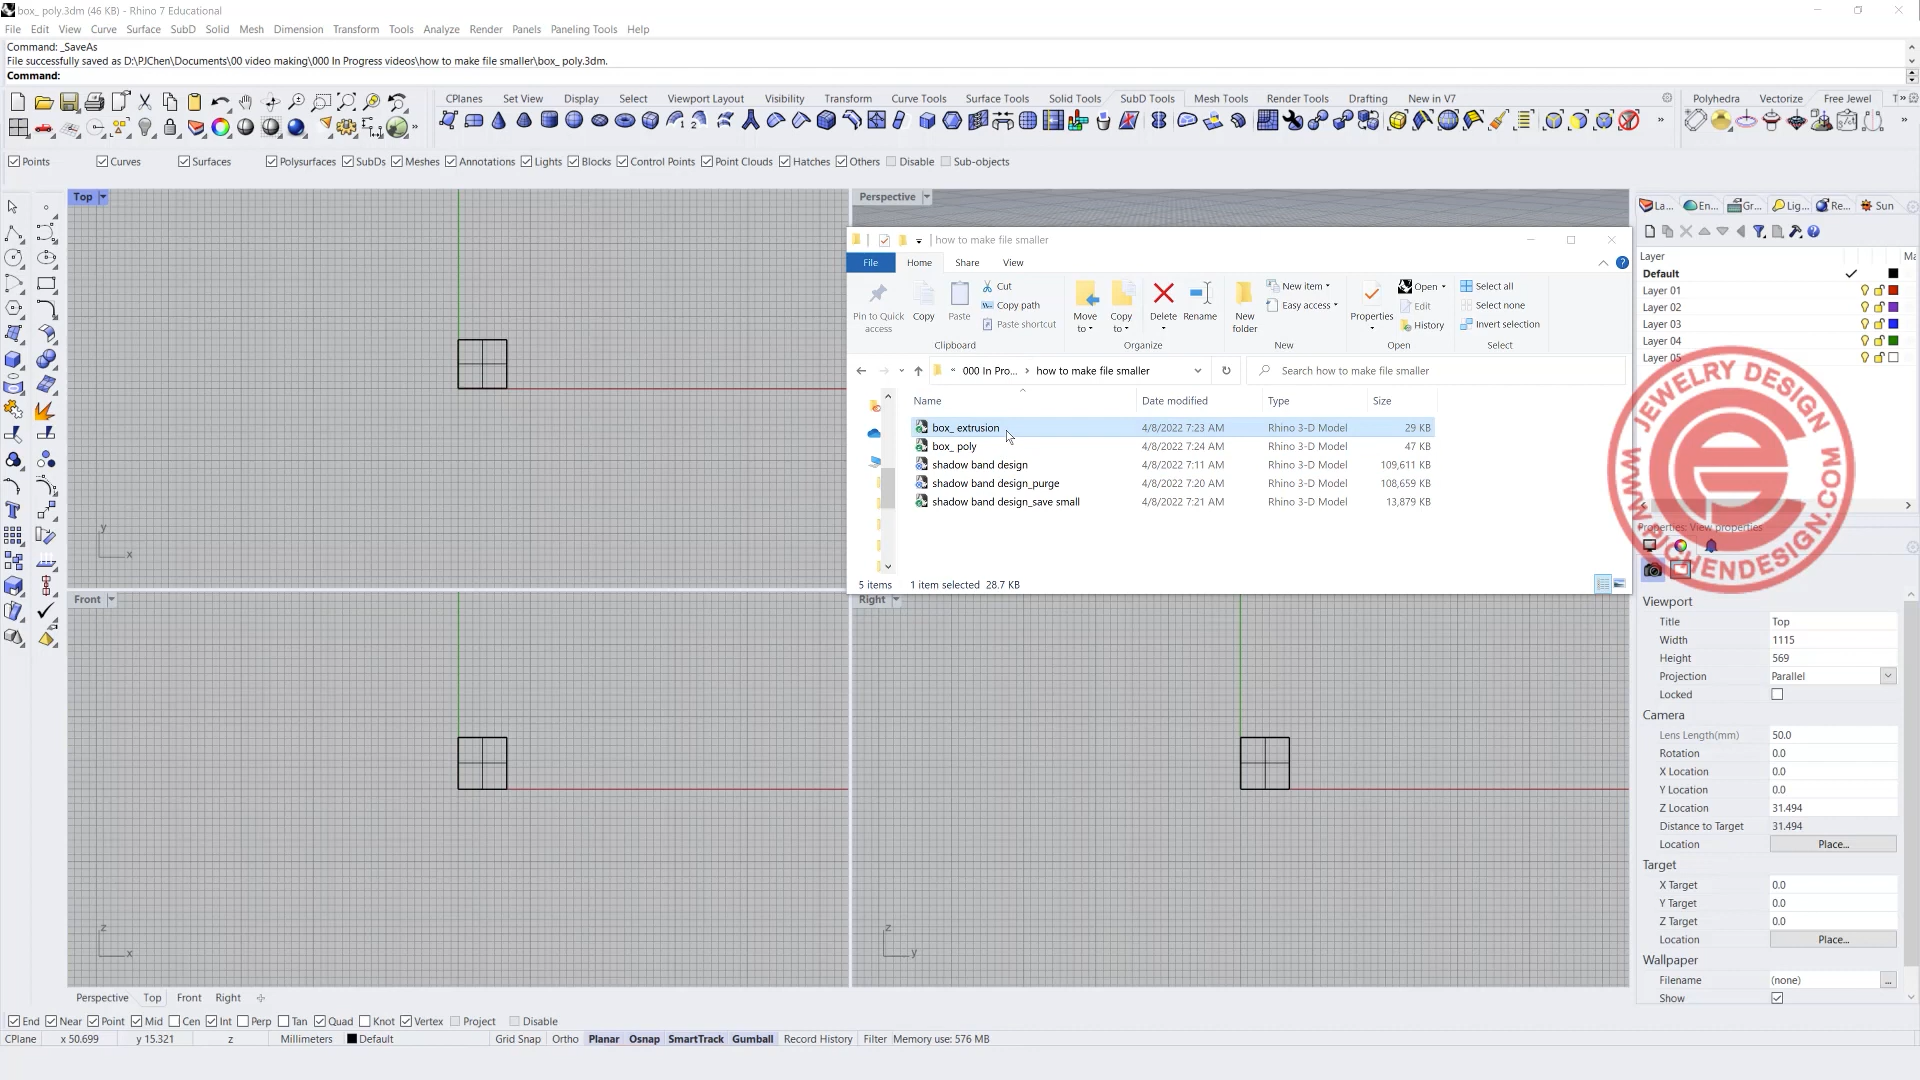 box_ poly.3dm (46 KB) - Rhino 7 Educational
File Edit View Curve Surface SubD Solid Mesh Dimension Transform Tools Analyze Render Panels Paneling Tools Help
Command: _SaveAs
File successfully saved as D:\PJChen\Documents\00 video making\000 In Progress videos\how to make file smaller\box_ poly.3dm.
Command:
CPlanes Set View Display Select Viewport Layout Visibility Transform Curve Tools Surface Tools Solid Tools SubD Tools Mesh Tools Render Tools Drafting New in V7
Polyhedra Vectorize Free Jewel
Points Curves Surfaces Polysurfaces SubDs Meshes Annotations Lights Blocks Control Points Point Clouds Hatches Others Disable Sub-objects
Top
Perspective
La... En... Gr... Lig... Re... Sun
Layer Ma
Default
Layer 01
Layer 02
Layer 03
Layer 04
Layer 05
how to make file smaller
File Home Share View
Pin to Quick access
Copy
Paste
Cut
Copy path
Paste shortcut
Clipboard
Move to
Copy to
Delete
Rename
Organize
New folder
New item
Easy access
New
Properties
Open
Edit
History
Open
Select all
Select none
Invert selection
Select
« 000 In Pro... › how to make file smaller
Search how to make file smaller
Name Date modified Type Size
box_ extrusion 4/8/2022 7:23 AM Rhino 3-D Model 29 KB
box_ poly 4/8/2022 7:24 AM Rhino 3-D Model 47 KB
shadow band design 4/8/2022 7:11 AM Rhino 3-D Model 109,611 KB
shadow band design_purge 4/8/2022 7:20 AM Rhino 3-D Model 108,659 KB
shadow band design_save small 4/8/2022 7:21 AM Rhino 3-D Model 13,879 KB
5 items 1 item selected 28.7 KB
JEWELRY DESIGN
WWW.PJCHENDESIGN.COM
y
x
Front
z
x
Right
z
y
Properties: View properties
Viewport
Title Top
Width 1115
Height 569
Projection Parallel
Locked
Camera
Lens Length(mm) 50.0
Rotation 0.0
X Location 0.0
Y Location 0.0
Z Location 31.494
Distance to Target 31.494
Location Place...
Target
X Target 0.0
Y Target 0.0
Z Target 0.0
Location Place...
Wallpaper
Filename (none) ...
Show
Perspective Top Front Right
End Near Point Mid Cen Int Perp Tan Quad Knot Vertex Project Disable
CPlane x 50.699 y 15.321 z Millimeters Default Grid Snap Ortho Planar Osnap SmartTrack Gumball Record History Filter Memory use: 576 MB